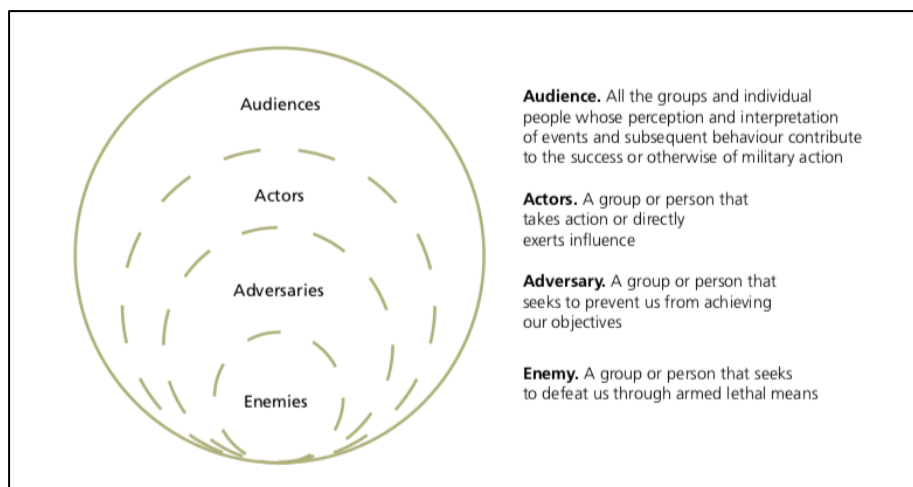 Audiences
Actors
Adversaries
Enemies
Audience. All the groups and individual
people whose perception and interpretation
of events and subsequent behaviour contribute
to the success or otherwise of military action
Actors. A group or person that
takes action or directly
exerts influence
Adversary. A group or person that
seeks to prevent us from achieving
our objectives
Enemy. A group or person that seeks
to defeat us through armed lethal means